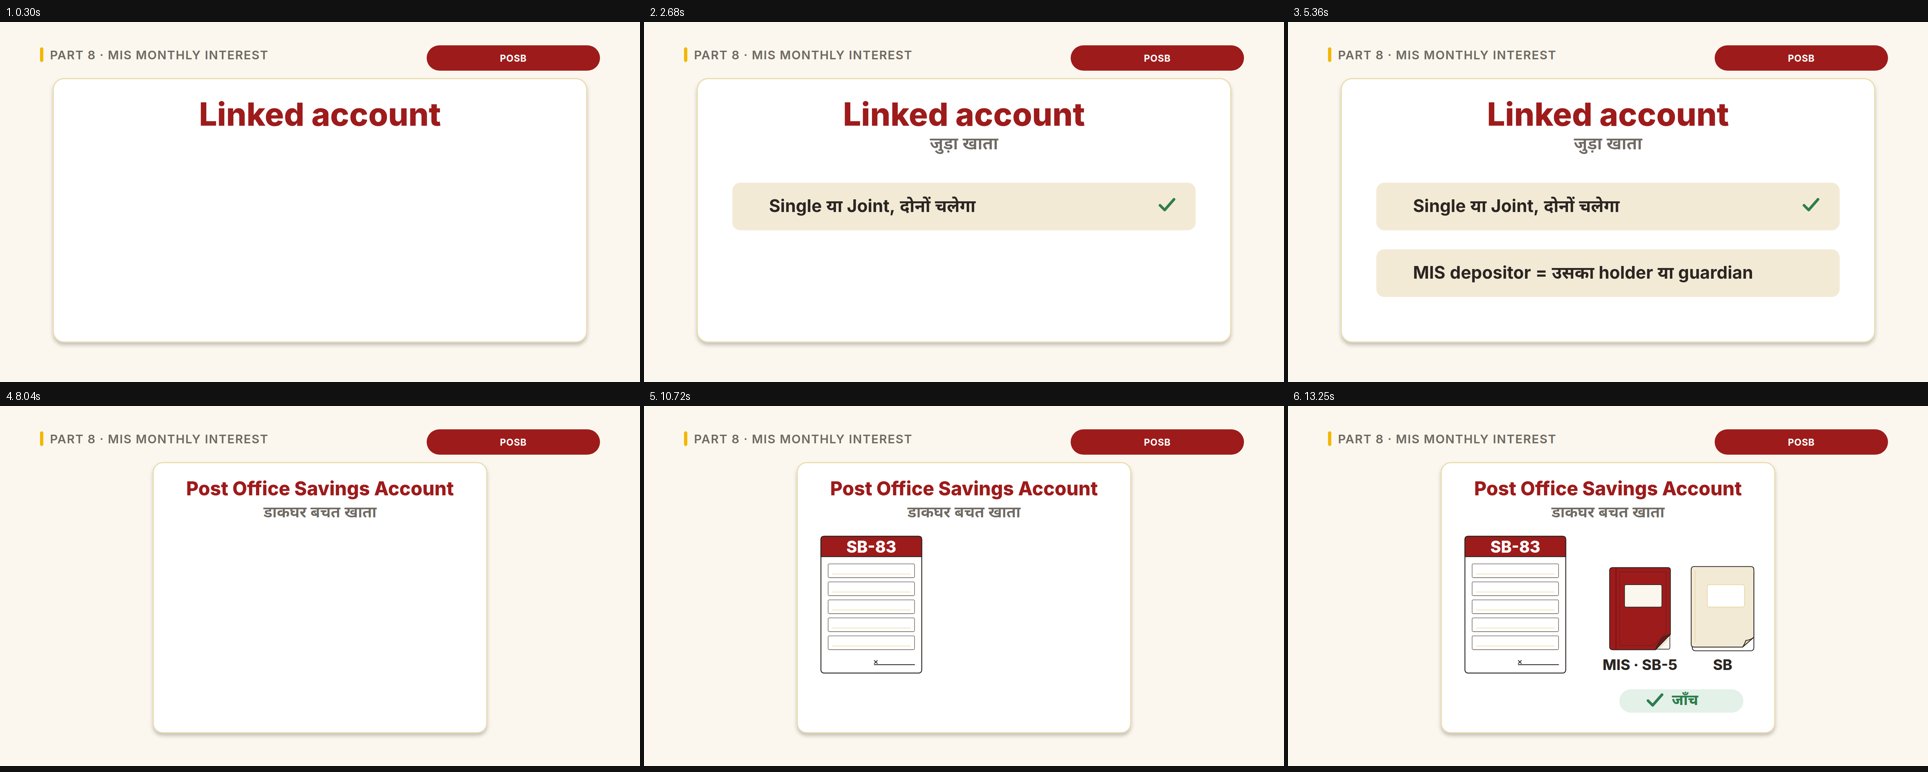 1. 0.30s
PART 8 · MIS MONTHLY INTEREST
POSB
Linked account
2. 2.68s
PART 8 · MIS MONTHLY INTEREST
POSB
Linked account
जुड़ा खाता
Single या Joint, दोनों चलेगा
3. 5.36s
PART 8 · MIS MONTHLY INTEREST
POSB
Linked account
जुड़ा खाता
Single या Joint, दोनों चलेगा
MIS depositor = उसका holder या guardian
4. 8.04s
PART 8 · MIS MONTHLY INTEREST
POSB
Post Office Savings Account
डाकघर बचत खाता
5. 10.72s
PART 8 · MIS MONTHLY INTEREST
POSB
Post Office Savings Account
डाकघर बचत खाता
SB-83
x
6. 13.25s
PART 8 · MIS MONTHLY INTEREST
POSB
Post Office Savings Account
डाकघर बचत खाता
SB-83
x
MIS · SB-5
SB
जाँच